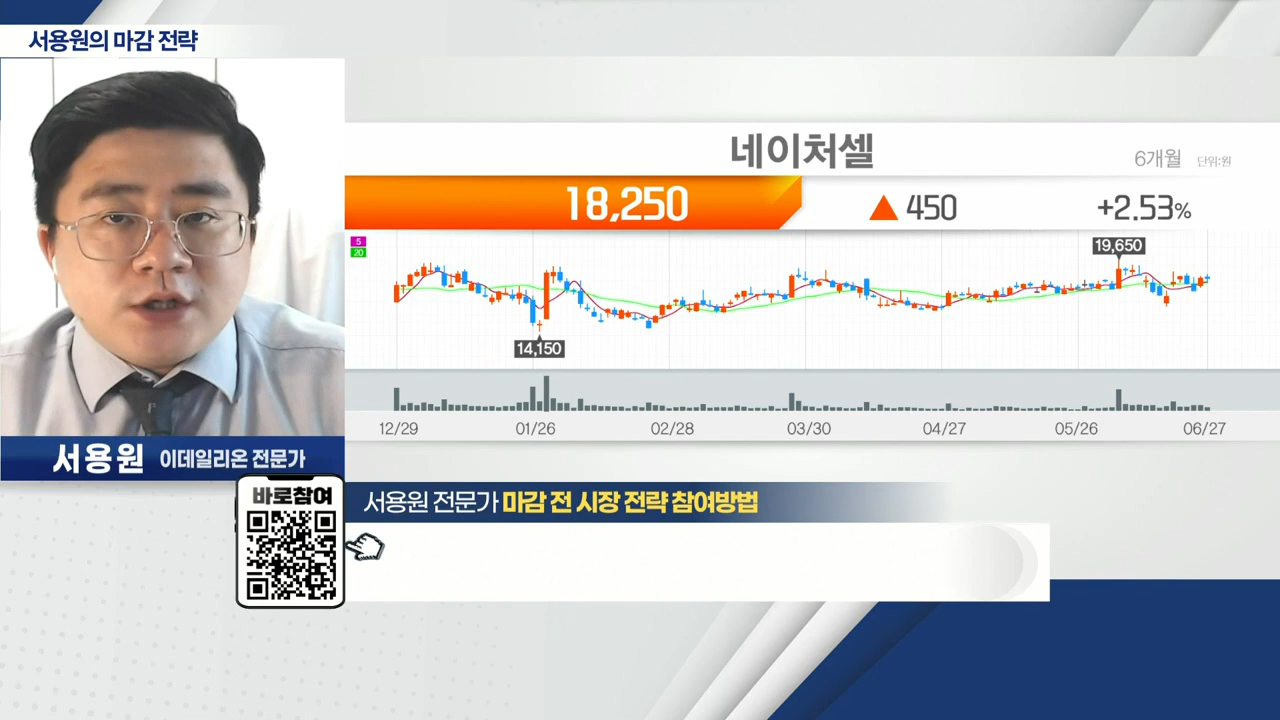 서용원의 마감 전략
네이처셀
6개월 단위:원
18,250
▲ 450
+2.53%
5
20
19,650
14,150
12/29 01/26 02/28 03/30 04/27 05/26 06/27
서용원 이데일리온 전문가
바로참여
서용원 전문가 마감 전 시장 전략 참여방법